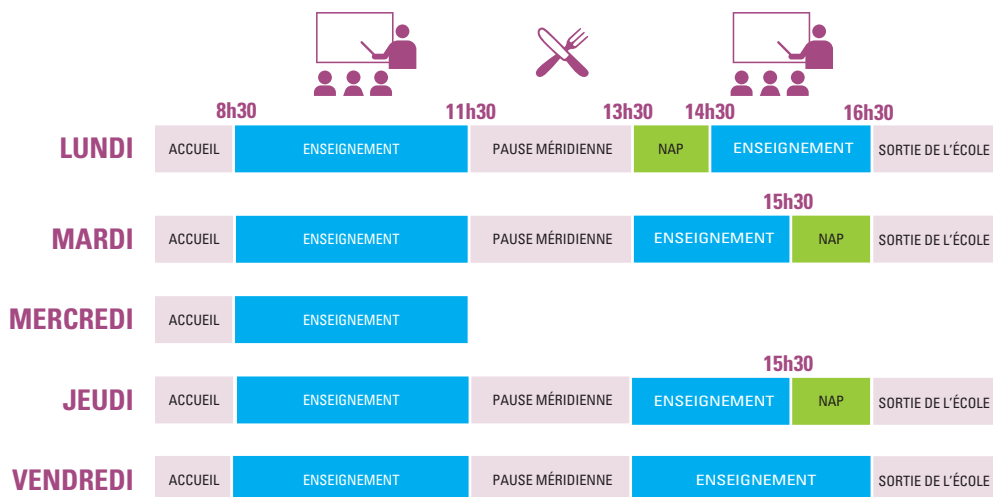 8h30 11h30 13h30 14h30 16h30
LUNDI ACCUEIL ENSEIGNEMENT PAUSE MÉRIDIENNE NAP ENSEIGNEMENT SORTIE DE L'ÉCOLE
15h30
MARDI ACCUEIL ENSEIGNEMENT PAUSE MÉRIDIENNE ENSEIGNEMENT NAP SORTIE DE L'ÉCOLE
MERCREDI ACCUEIL ENSEIGNEMENT
15h30
JEUDI ACCUEIL ENSEIGNEMENT PAUSE MÉRIDIENNE ENSEIGNEMENT NAP SORTIE DE L'ÉCOLE
VENDREDI ACCUEIL ENSEIGNEMENT PAUSE MÉRIDIENNE ENSEIGNEMENT SORTIE DE L'ÉCOLE